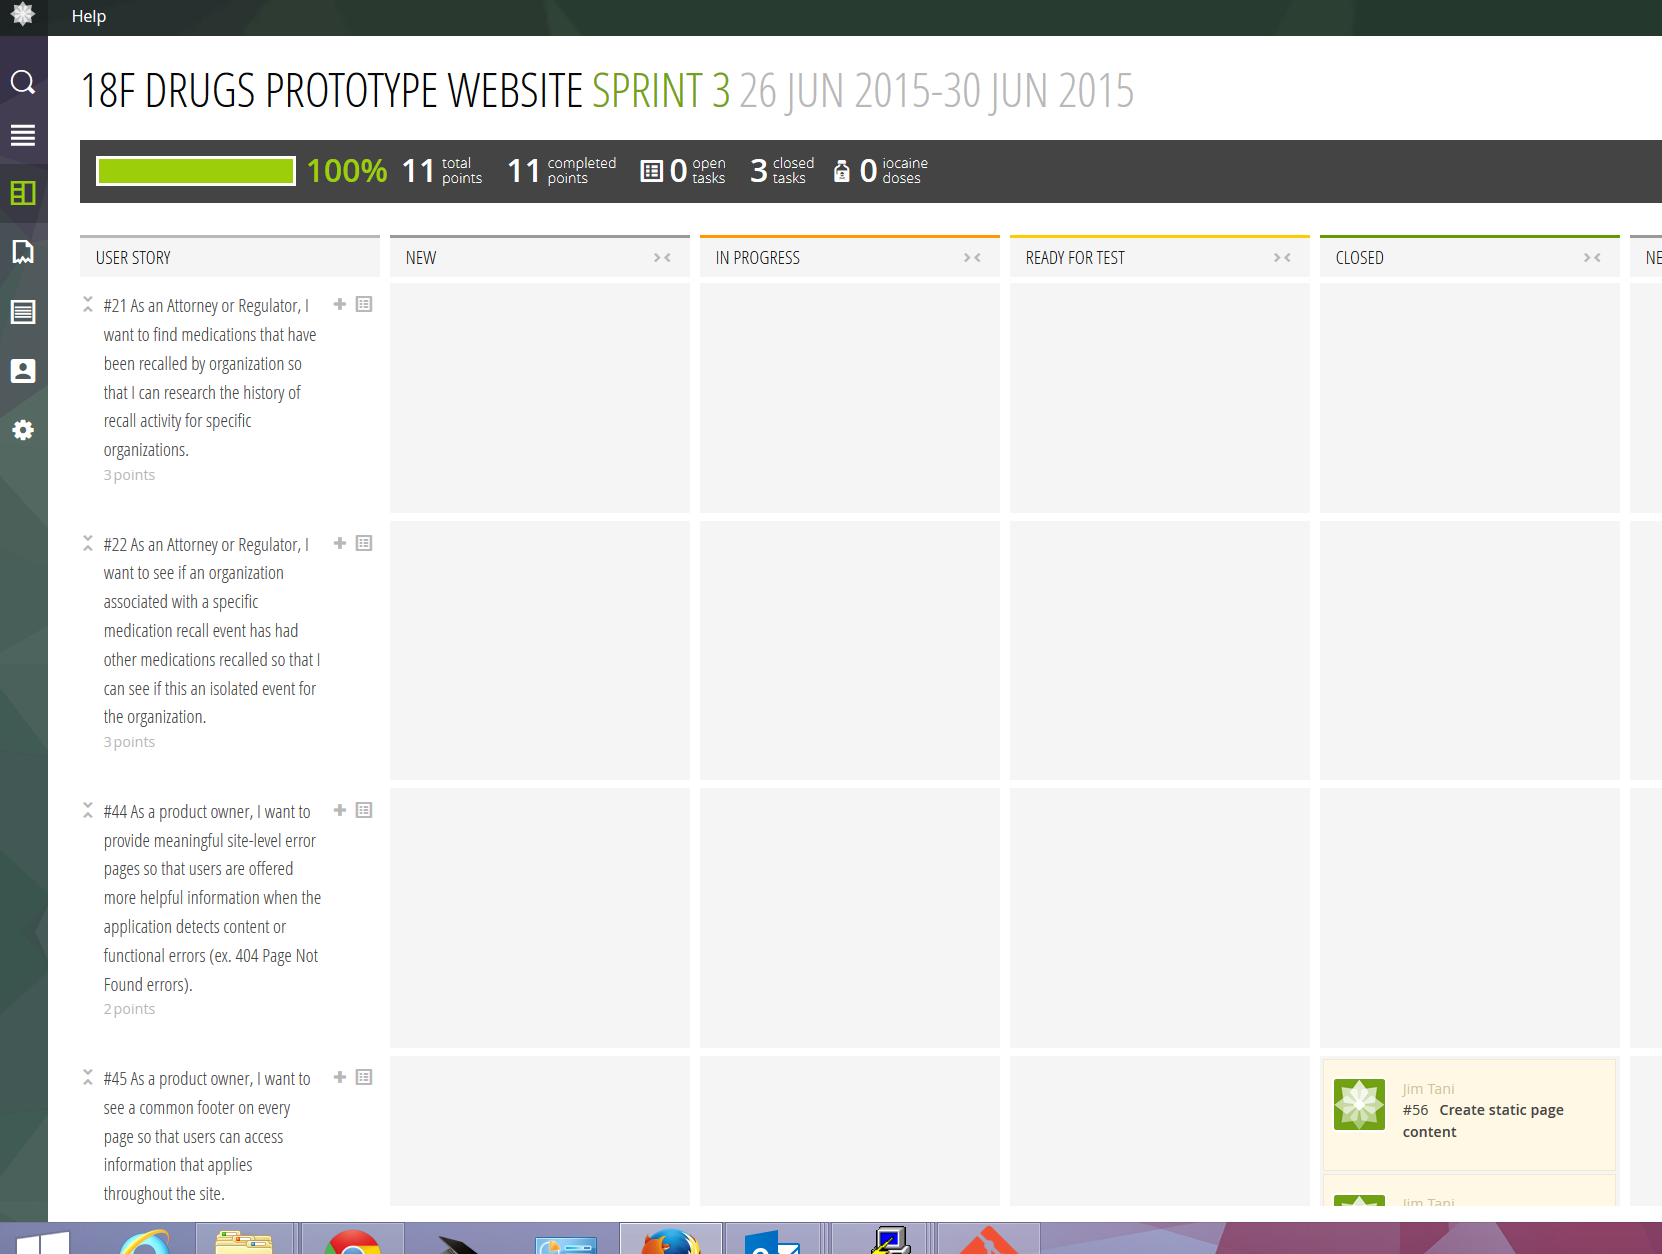 Help
18F DRUGS PROTOTYPE WEBSITE SPRINT 3 26 JUN 2015-30 JUN 2015
100% 11 total points 11 completed points 0 open tasks 3 closed tasks 0 iocaine doses
USER STORY NEW IN PROGRESS READY FOR TEST CLOSED NE
#21 As an Attorney or Regulator, I
want to find medications that have
been recalled by organization so
that I can research the history of
recall activity for specific
organizations.
3 points
#22 As an Attorney or Regulator, I
want to see if an organization
associated with a specific
medication recall event has had
other medications recalled so that I
can see if this an isolated event for
the organization.
3 points
#44 As a product owner, I want to
provide meaningful site-level error
pages so that users are offered
more helpful information when the
application detects content or
functional errors (ex. 404 Page Not
Found errors).
2 points
#45 As a product owner, I want to
see a common footer on every
page so that users can access
information that applies
throughout the site.
Jim Tani
#56 Create static page
content
Jim Tani